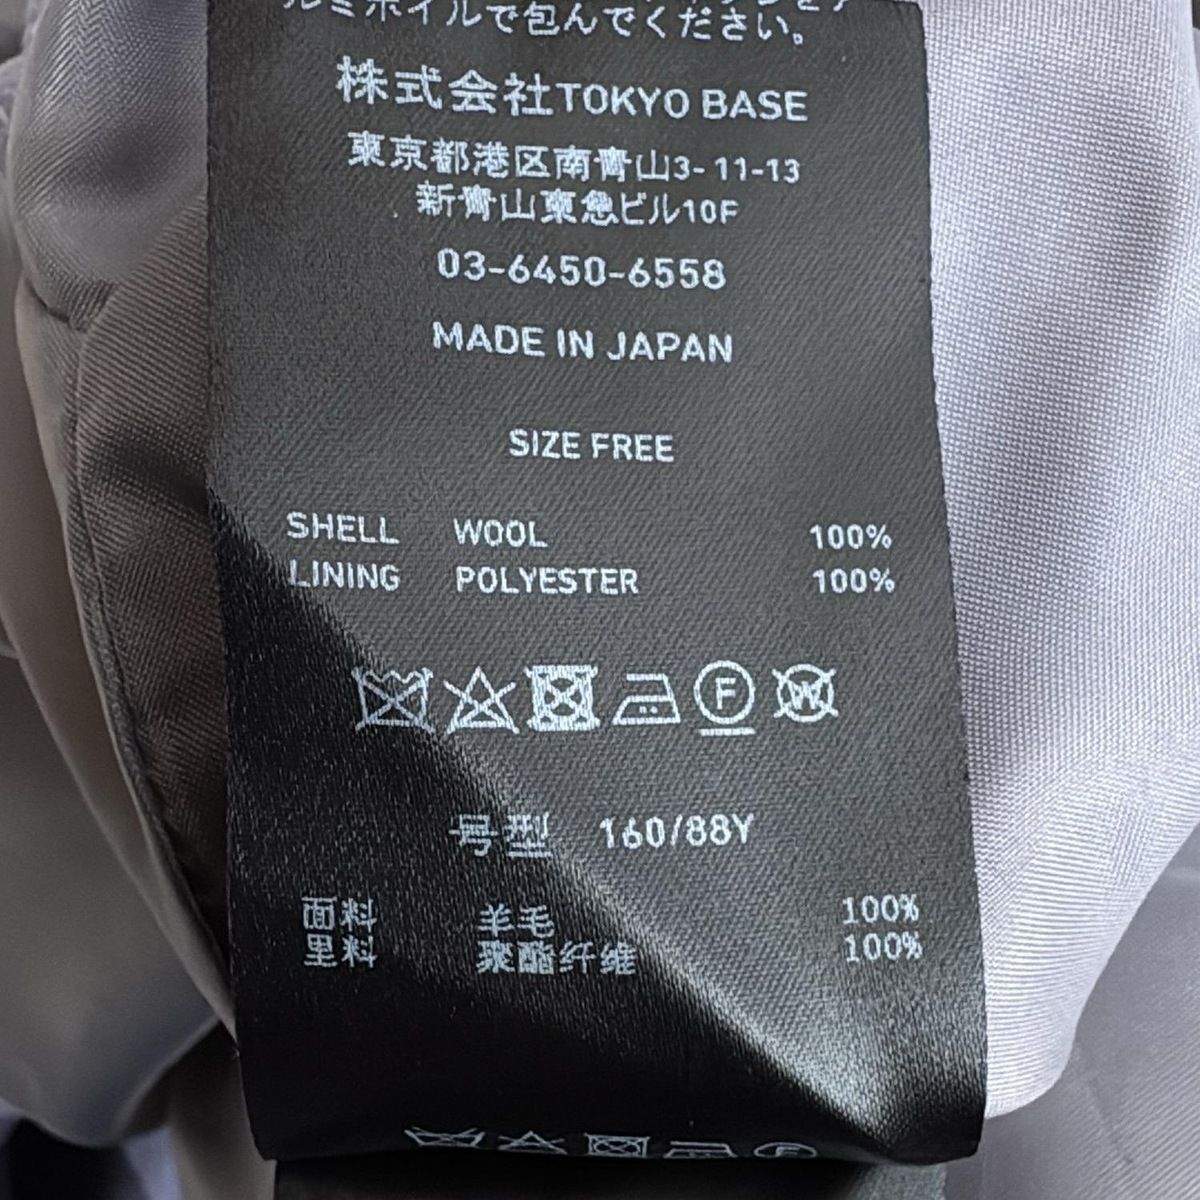 ルミホイルで包んでください。
株式会社TOKYO BASE
東京都港区南青山3-11-13
新青山東急ビル10F
03-6450-6558
MADE IN JAPAN
SIZE FREE
SHELL WOOL 100%
LINING POLYESTER 100%
F W
号型 160/88Y
面料 羊毛 100%
里料 聚酯纤维 100%